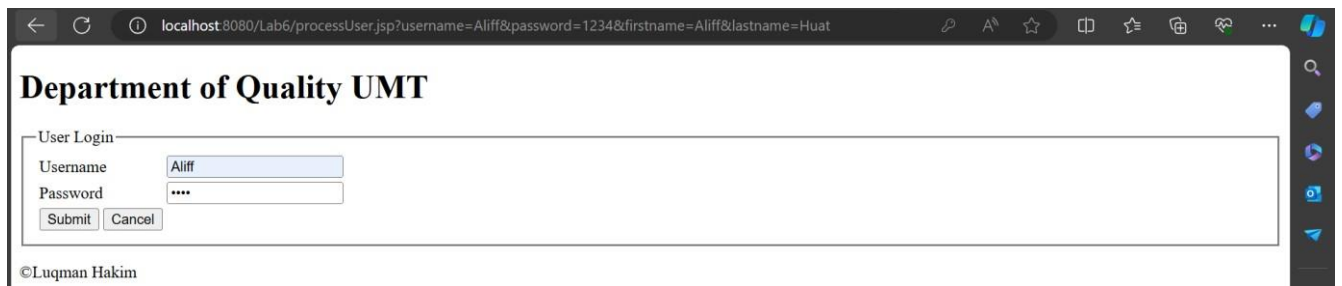 localhost:8080/Lab6/processUser.jsp?username=Aliff&password=1234&firstname=Aliff&lastname=Huat
Department of Quality UMT
User Login
Username Aliff
Password ••••
Submit Cancel
©Luqman Hakim